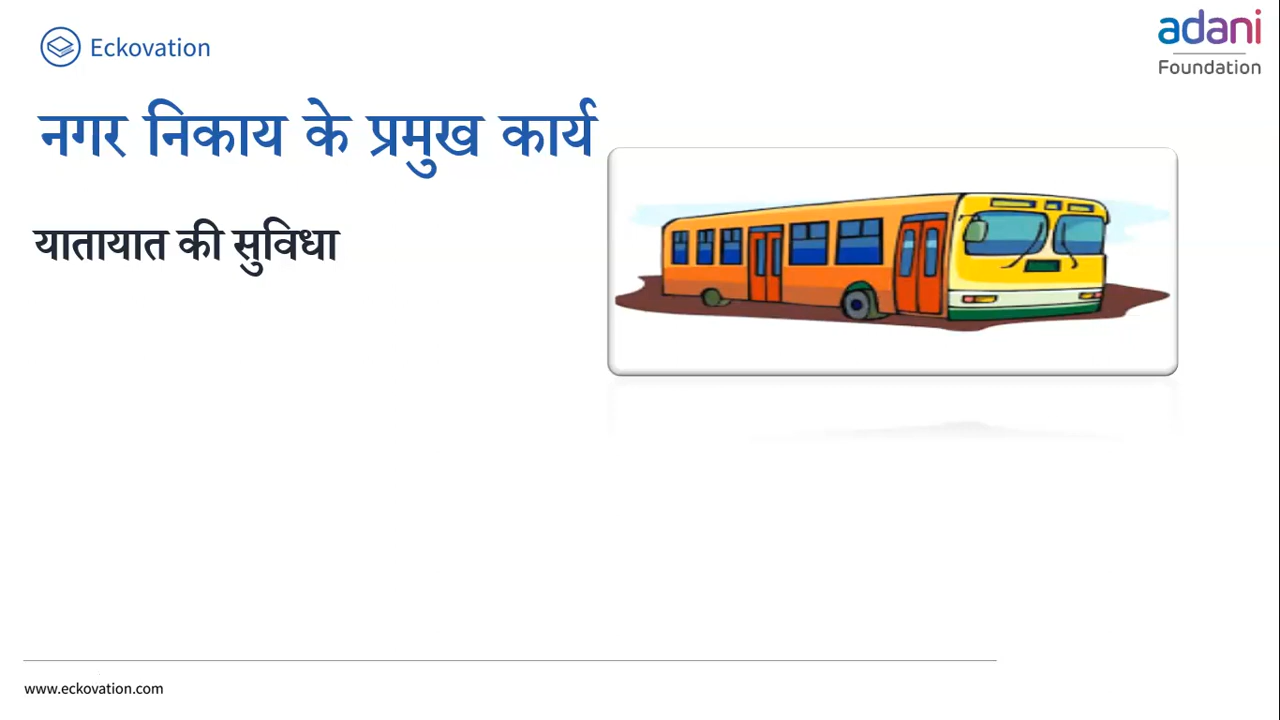 Eckovation
adani
Foundation
नगर निकाय के प्रमुख कार्य
यातायात की सुविधा
www.eckovation.com